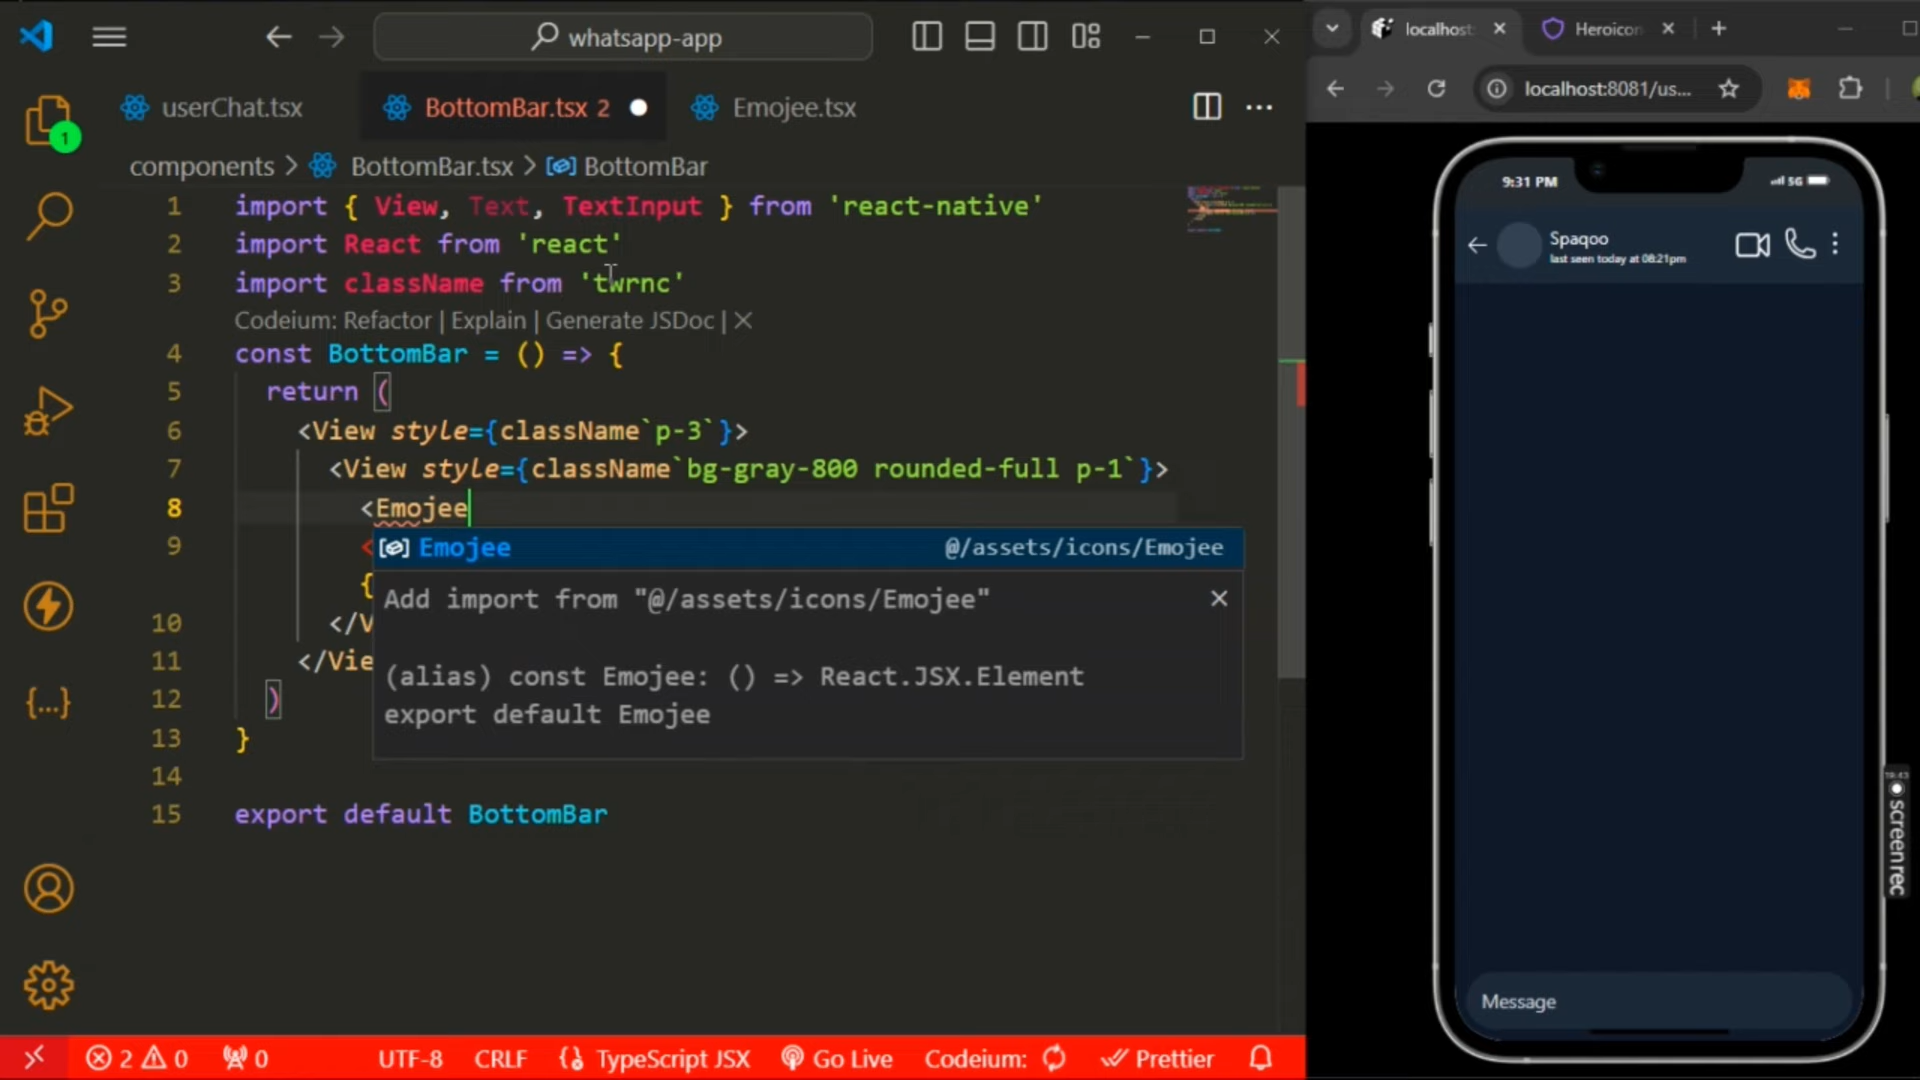 whatsapp-app
userChat.tsx
BottomBar.tsx 2
Emojee.tsx
components > BottomBar.tsx > BottomBar
1 import { View, Text, TextInput } from 'react-native'
2 import React from 'react'
3 import className from 'twrnc'
Codeium: Refactor | Explain | Generate JSDoc | ×
4 const BottomBar = () => {
5 return (
6 <View style={className`p-3`}>
7 <View style={className`bg-gray-800 rounded-full p-1`}>
8 <Emojee
9 <
Emojee @/assets/icons/Emojee
{
Add import from "@/assets/icons/Emojee" ×
10 </V
11 </Vie
(alias) const Emojee: () => React.JSX.Element
12 )
export default Emojee
13 }
14
15 export default BottomBar
1
{...}
2 0 0
UTF-8 CRLF {} TypeScript JSX Go Live Codeium: Prettier
localhost:
Heroicon
localhost:8081/us...
9:31 PM
5G
Spaqoo
last seen today at 08:21pm
Message
19:43
screenrec